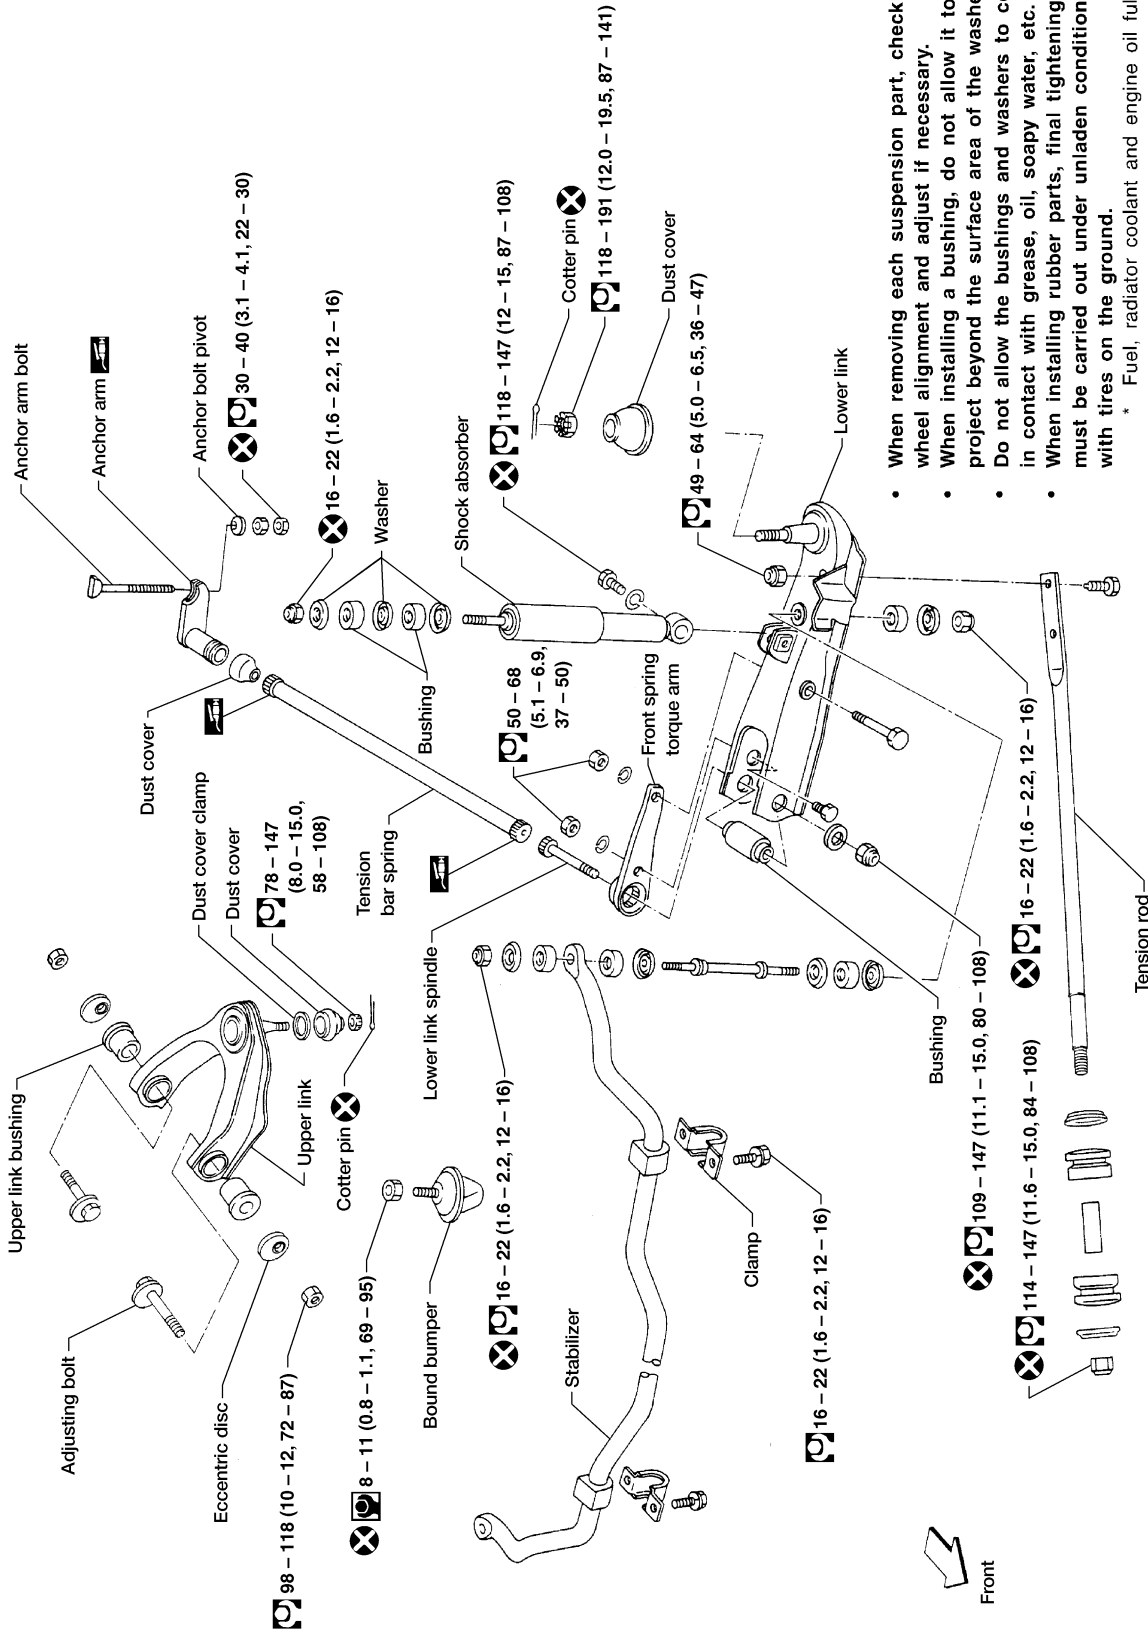 Anchor arm bolt
Anchor arm
Anchor bolt pivot
30 – 40 (3.1 – 4.1, 22 – 30)
16 – 22 (1.6 – 2.2, 12 – 16)
Washer
Shock absorber
118 – 147 (12 – 15, 87 – 108)
Cotter pin
118 – 191 (12.0 – 19.5, 87 – 141)
Dust cover
49 – 64 (5.0 – 6.5, 36 – 47)
Lower link
Dust cover
Bushing
50 – 68
(5.1 – 6.9,
37 – 50)
Front spring
torque arm
Dust cover clamp
Dust cover
78 – 147
(8.0 – 15.0,
58 – 108)
Tension
bar spring
Lower link spindle
Upper link bushing
Upper link
Cotter pin
Adjusting bolt
Eccentric disc
98 – 118 (10 – 12, 72 – 87)
8 – 11 (0.8 – 1.1, 69 – 95)
Bound bumper
16 – 22 (1.6 – 2.2, 12 – 16)
Stabilizer
Clamp
16 – 22 (1.6 – 2.2, 12 – 16)
Bushing
109 – 147 (11.1 – 15.0, 80 – 108)
16 – 22 (1.6 – 2.2, 12 – 16)
114 – 147 (11.6 – 15.0, 84 – 108)
Tension rod
Front
• When removing each suspension part, check
wheel alignment and adjust if necessary.
• When installing a bushing, do not allow it to
project beyond the surface area of the washe
• Do not allow the bushings and washers to c
in contact with grease, oil, soapy water, etc.
• When installing rubber parts, final tightening
must be carried out under unladen condition
with tires on the ground.
* Fuel, radiator coolant and engine oil ful